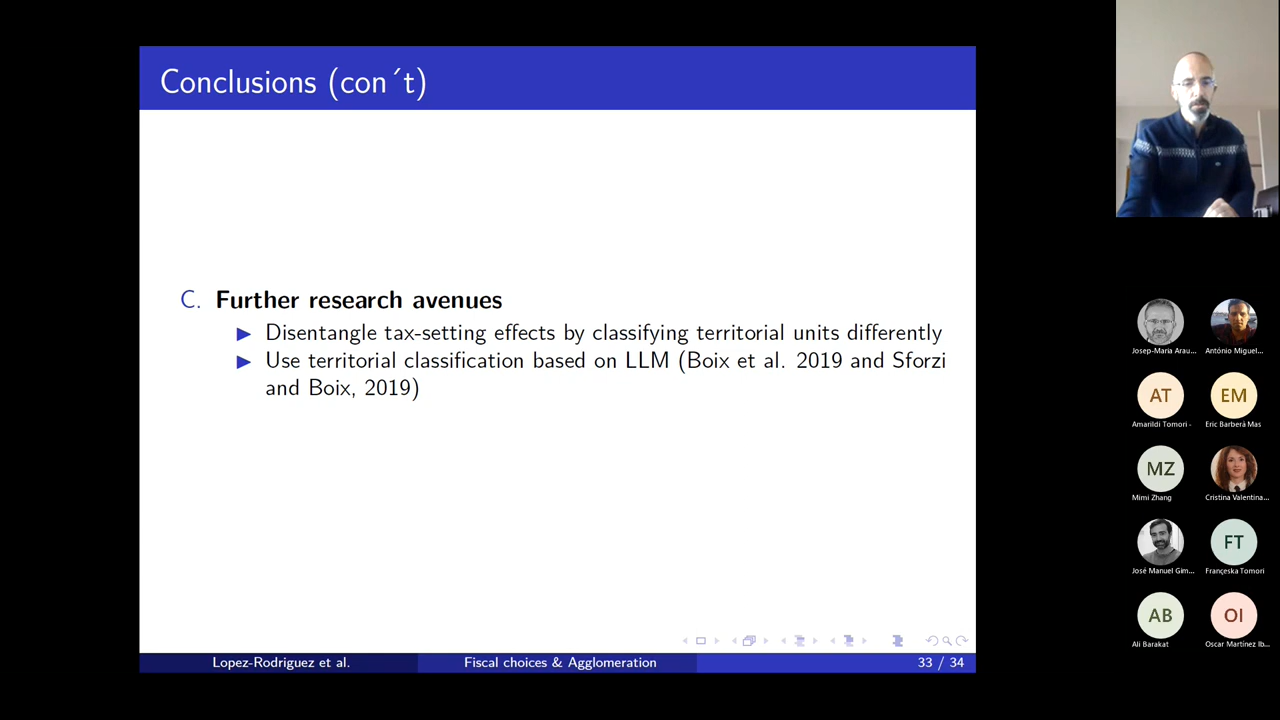 Conclusions (con´t)
C. Further research avenues
▶ Disentangle tax-setting effects by classifying territorial units differently
▶ Use territorial classification based on LLM (Boix et al. 2019 and Sforzi
and Boix, 2019)
Lopez-Rodriguez et al. Fiscal choices & Agglomeration 33 / 34
Josep-Maria Arau... António Miguel...
AT EM
Amarildi Tomori - Eric Barberá Mas
MZ
Mimi Zhang Cristina Valentina...
FT
José Manuel Gim... Françeska Tomori
AB OI
Ali Barakat Oscar Martínez Ib...